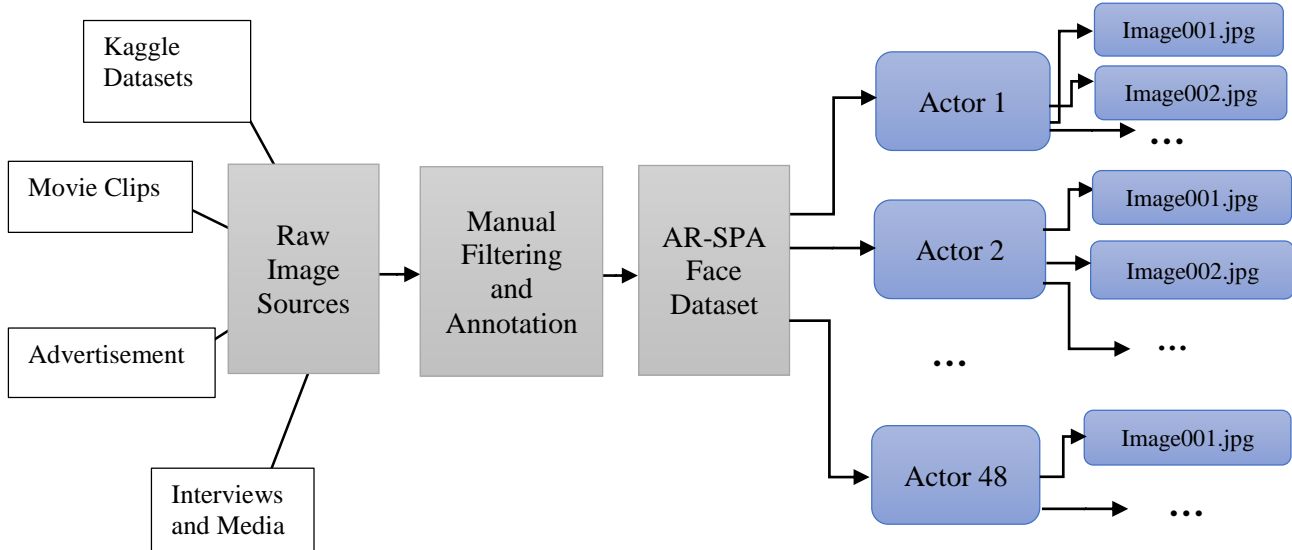 Kaggle
Datasets
Movie Clips
Advertisement
Interviews
and Media
Raw
Image
Sources
Manual
Filtering
and
Annotation
AR-SPA
Face
Dataset
Actor 1
Image001.jpg
Image002.jpg
...
Actor 2
Image001.jpg
Image002.jpg
...
...
Actor 48
Image001.jpg
...